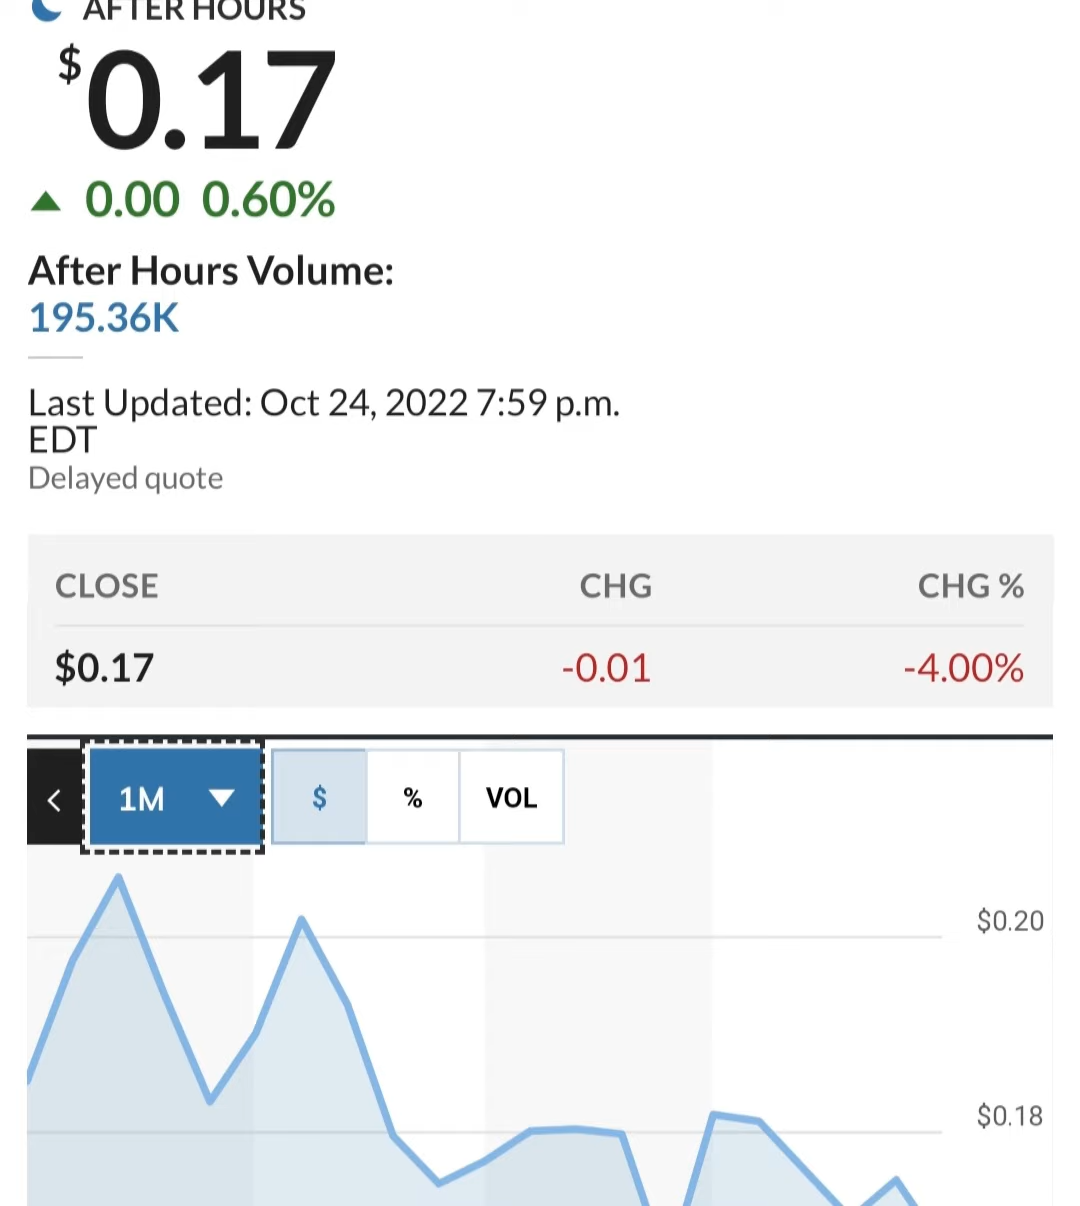 AFTER HOURS
$0.17
0.00 0.60%
After Hours Volume:
195.36K
Last Updated: Oct 24, 2022 7:59 p.m.
EDT
Delayed quote
CLOSE CHG CHG %
$0.17 -0.01 -4.00%
1M $ % VOL
$0.20
$0.18